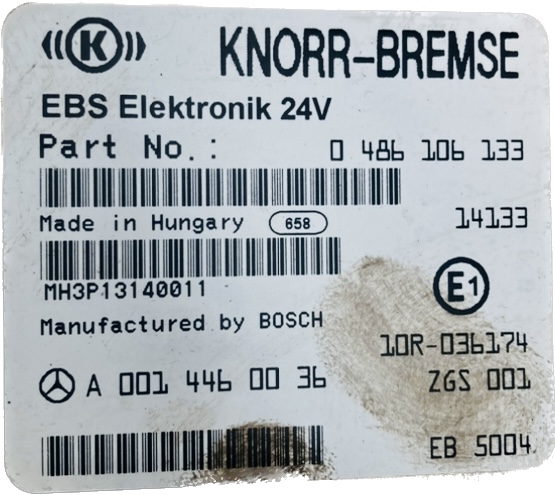 ((K)) KNORR-BREMSE
EBS Elektronik 24V
Part No.: 0 486 106 133
Made in Hungary 658 14133
MH3P13140011
E1
Manufactured by BOSCH
10R-036174
A 001 446 00 36 ZGS 001
EB 5004